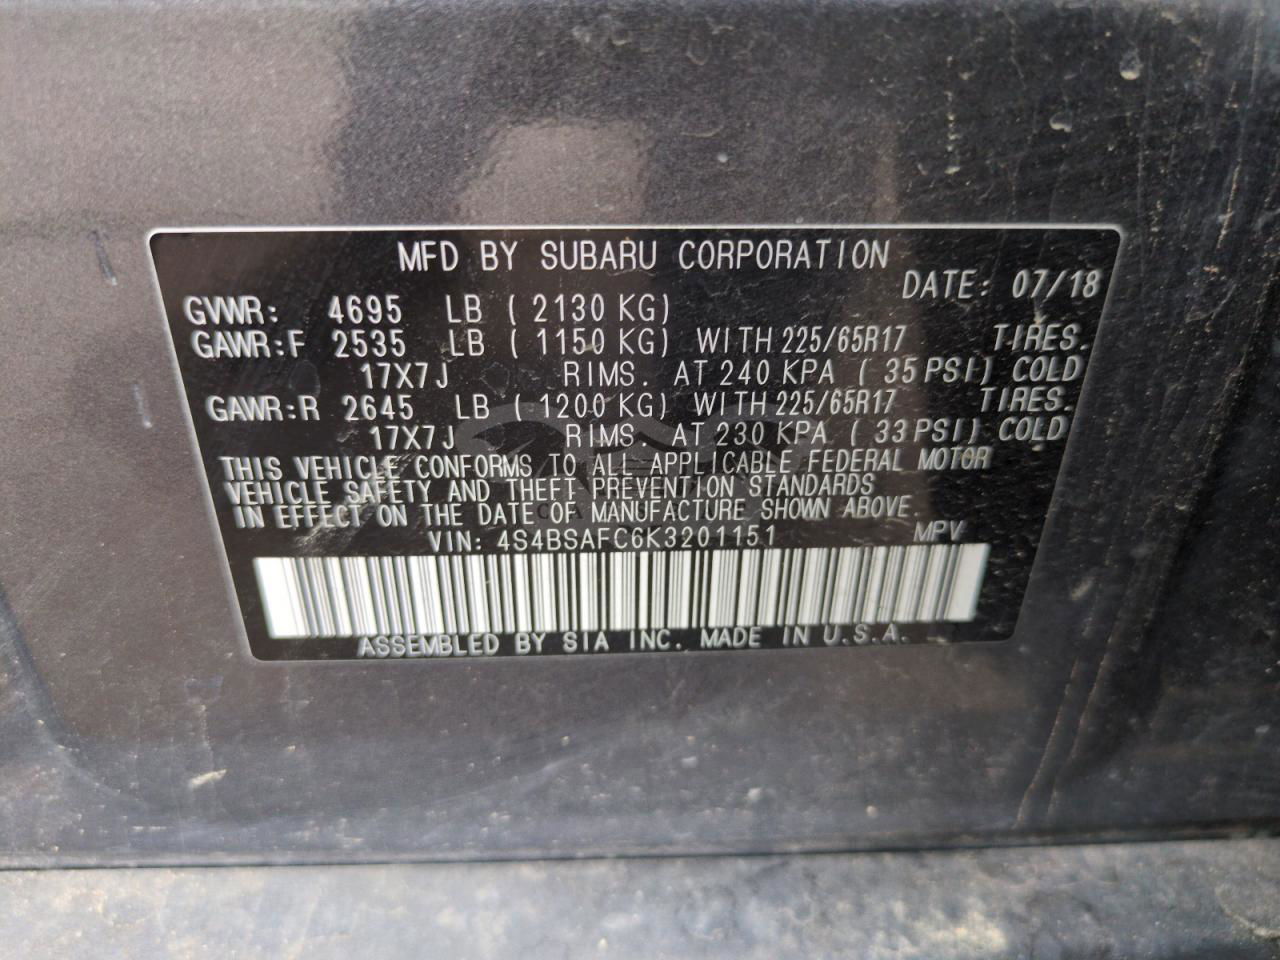 MFD BY SUBARU CORPORATION
DATE: 07/18
GVWR: 4695 LB ( 2130 KG)
GAWR:F 2535 LB ( 1150 KG) WITH 225/65R17 TIRES.
17X7J RIMS. AT 240 KPA ( 35 PSI) COLD
GAWR:R 2645 LB ( 1200 KG) WITH 225/65R17 TIRES.
17X7J RIMS. AT 230 KPA ( 33 PSI) COLD
THIS VEHICLE CONFORMS TO ALL APPLICABLE FEDERAL MOTOR
VEHICLE SAFETY AND THEFT PREVENTION STANDARDS
IN EFFECT ON THE DATE OF MANUFACTURE SHOWN ABOVE.
VIN: 4S4BSAFC6K3201151 MPV
ASSEMBLED BY SIA INC. MADE IN U.S.A.